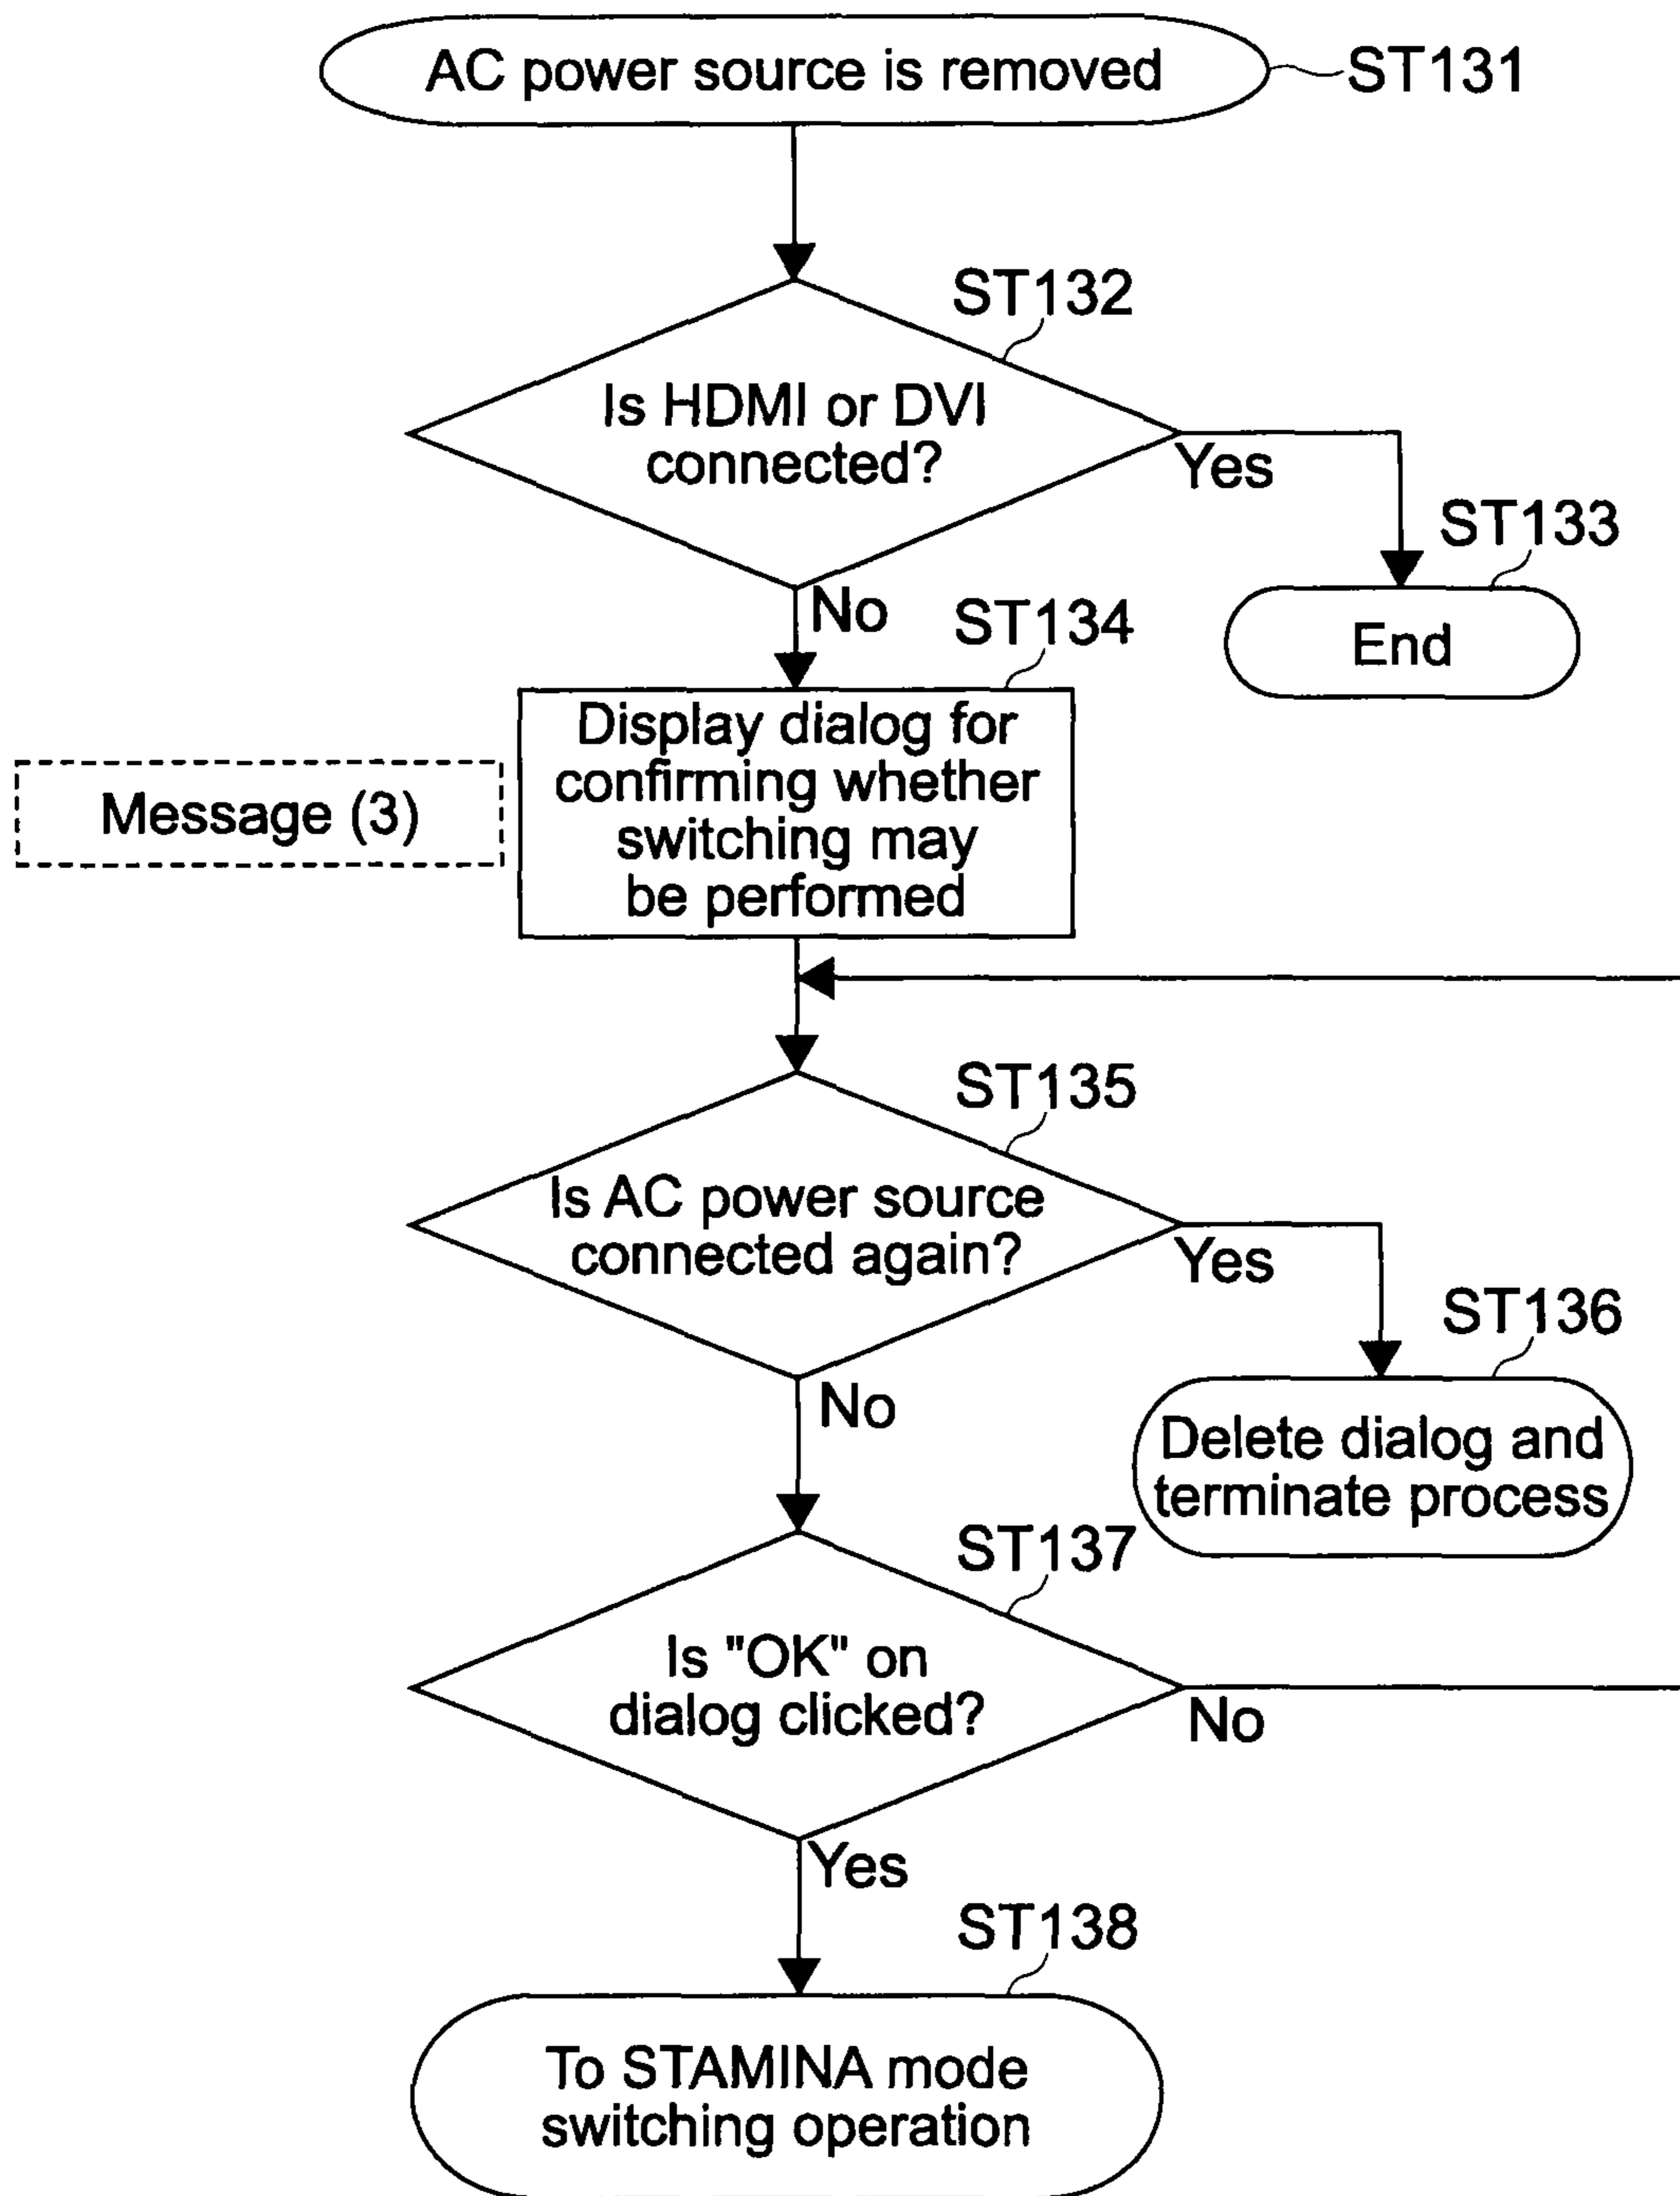 AC power source is removed
ST131
ST132
Is HDMI or DVI
connected?
Yes
ST133
End
No
ST134
Display dialog for
confirming whether
switching may
be performed
Message (3)
ST135
Is AC power source
connected again?
Yes
ST136
Delete dialog and
terminate process
No
ST137
Is "OK" on
dialog clicked?
No
Yes
ST138
To STAMINA mode
switching operation